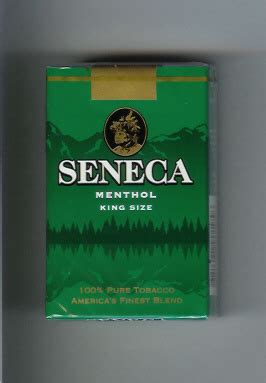 SENECA
MENTHOL
KING SIZE
100% PURE TOBACCO
AMERICA'S FINEST BLEND